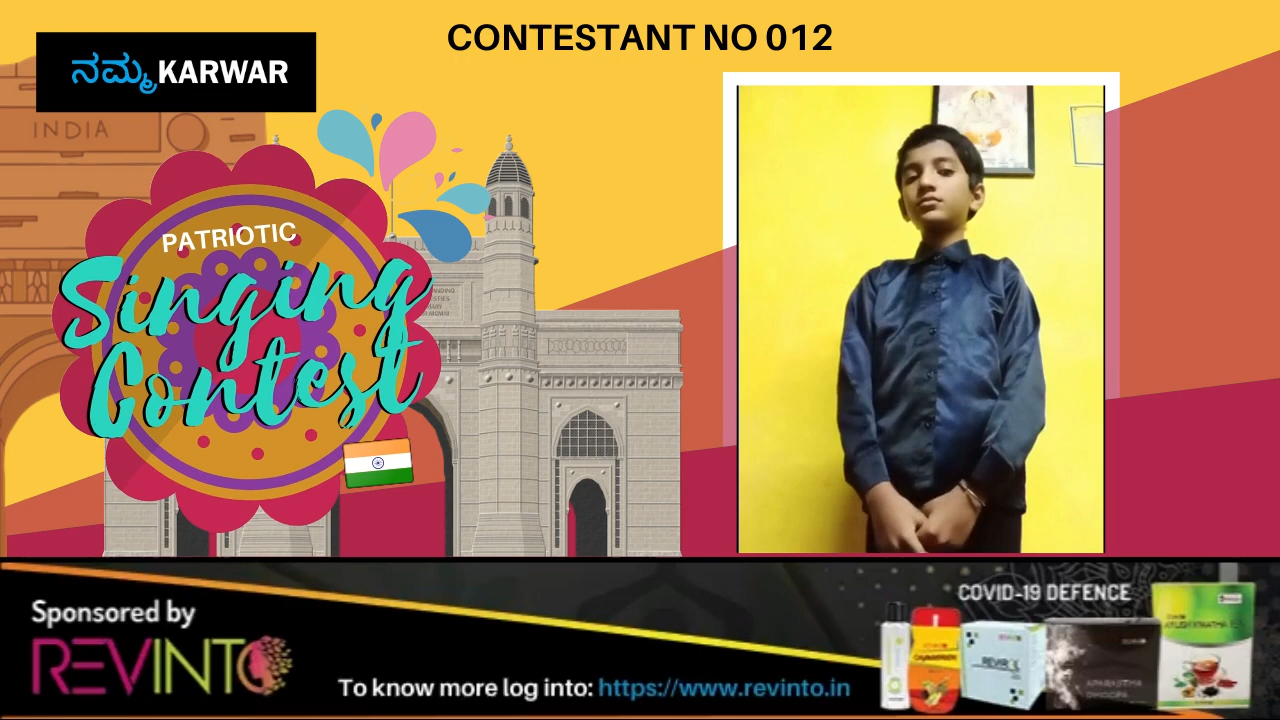 CONTESTANT NO 012
ನಮ್ಮ KARWAR
INDIA
PATRIOTIC
Singing
Contest
COVID-19 DEFENCE
Sponsored by
REVINTO
To know more log into: https://www.revinto.in